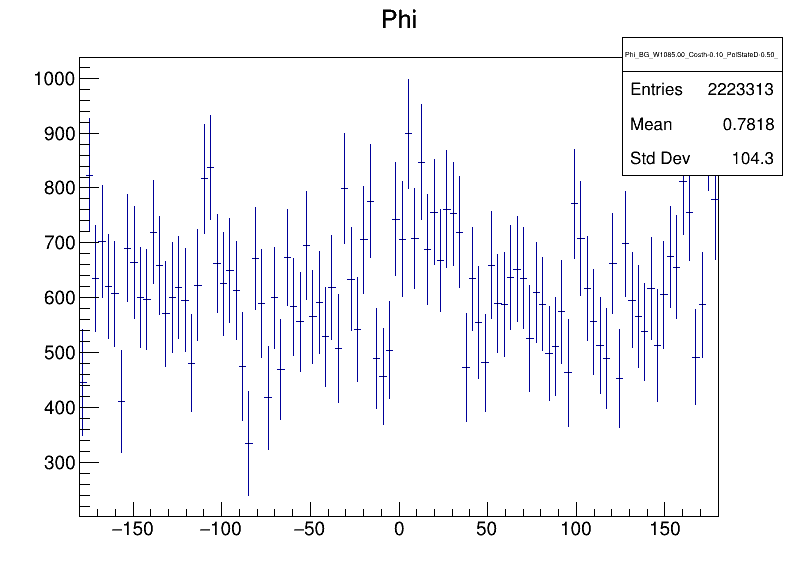 Phi
Phi_BG_W1085.00_Costh-0.10_PolStateD-0.50_
Entries 2223313
Mean 0.7818
Std Dev 104.3
1000
900
800
700
600
500
400
300
−150 −100 −50 0 50 100 150